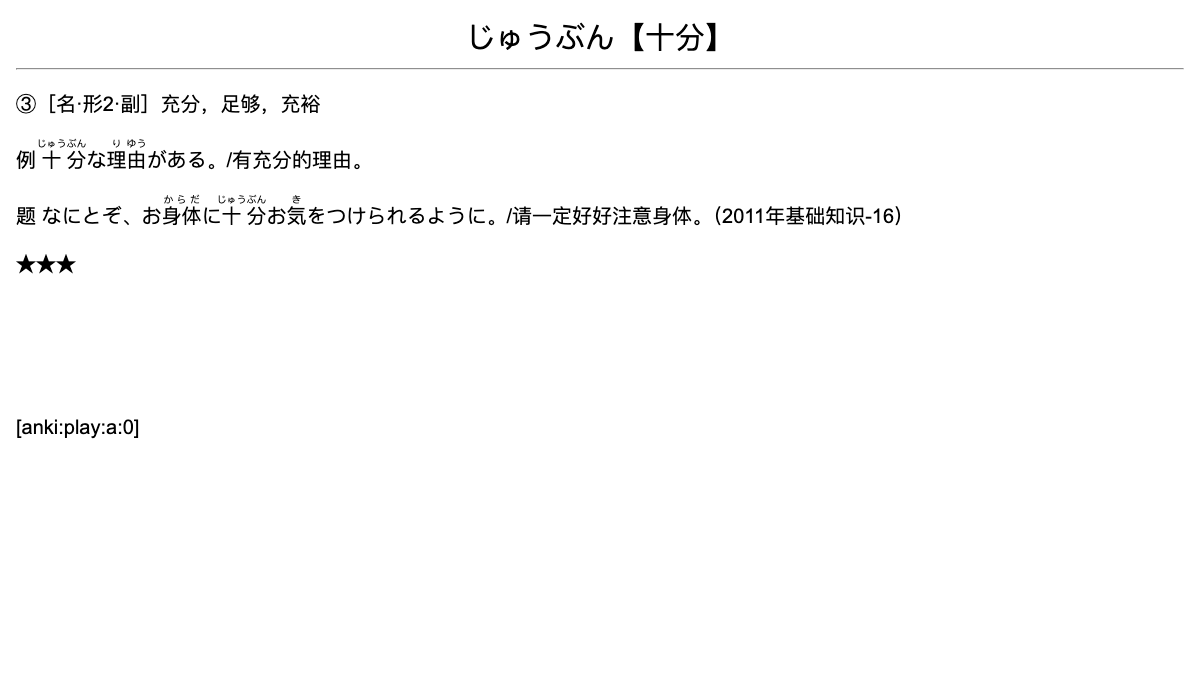 じゅうぶん【十分】
③［名·形2·副］充分，足够，充裕
じゅうぶん りゆう
例 十分な理由がある。/有充分的理由。
からだ じゅうぶん き
题 なにとぞ、お身体に十分お気をつけられるように。/请一定好好注意身体。（2011年基础知识-16）
★★★
[anki:play:a:0]